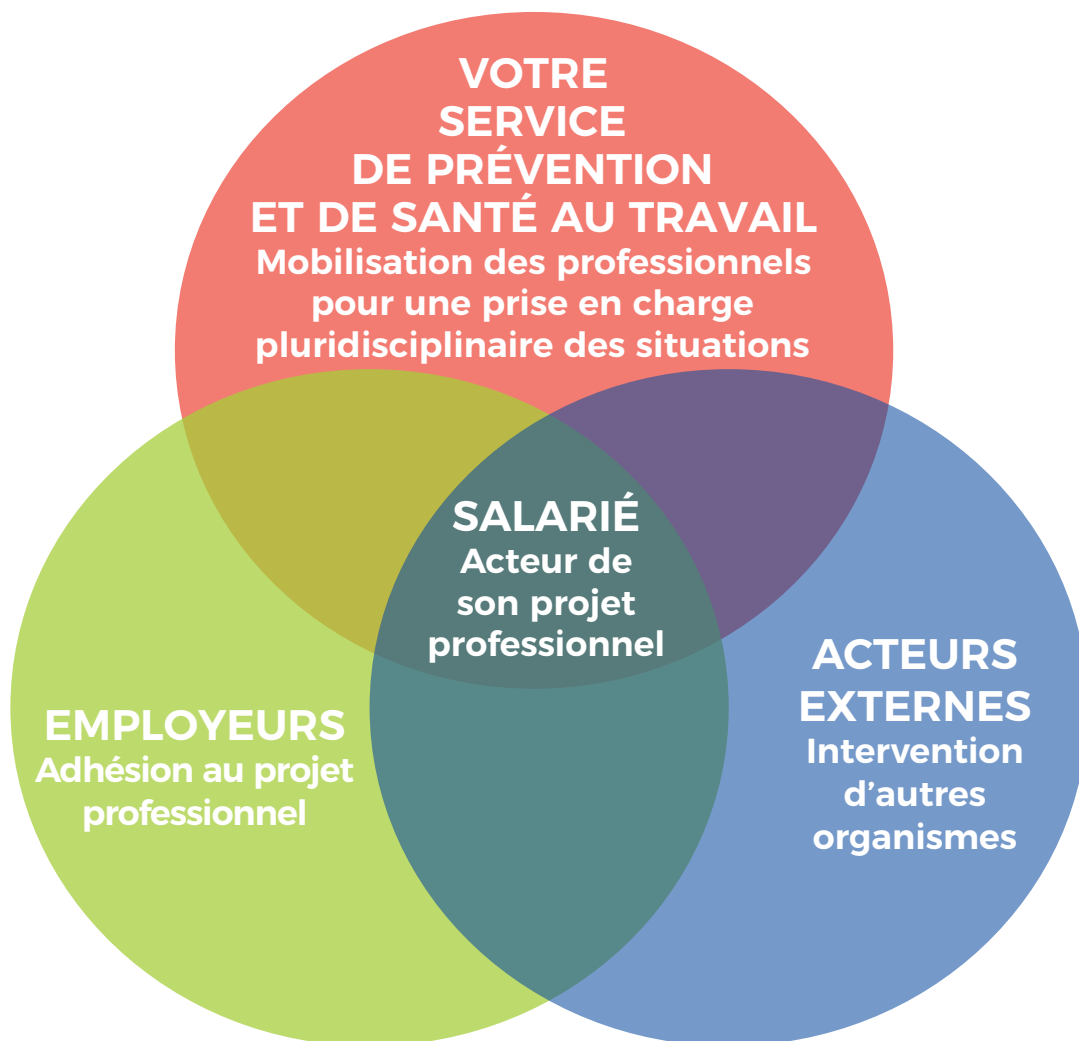 VOTRE
SERVICE
DE PRÉVENTION
ET DE SANTÉ AU TRAVAIL
Mobilisation des professionnels
pour une prise en charge
pluridisciplinaire des situations
SALARIÉ
Acteur de
son projet
professionnel
EMPLOYEURS
Adhésion au projet
professionnel
ACTEURS
EXTERNES
Intervention
d’autres
organismes